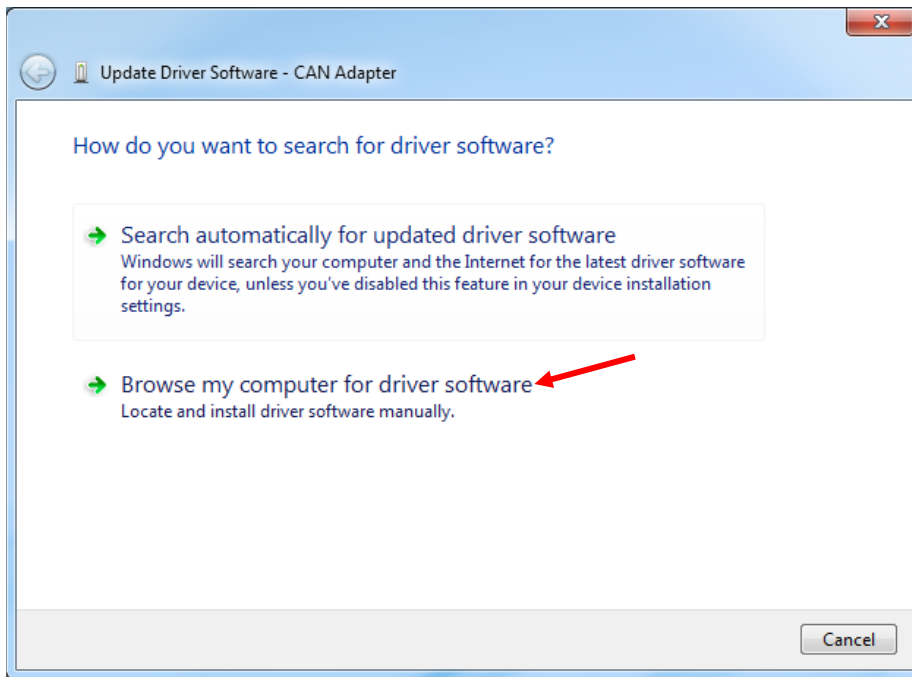 Update Driver Software - CAN Adapter
How do you want to search for driver software?
Search automatically for updated driver software
Windows will search your computer and the Internet for the latest driver software
for your device, unless you've disabled this feature in your device installation
settings.
Browse my computer for driver software
Locate and install driver software manually.
Cancel